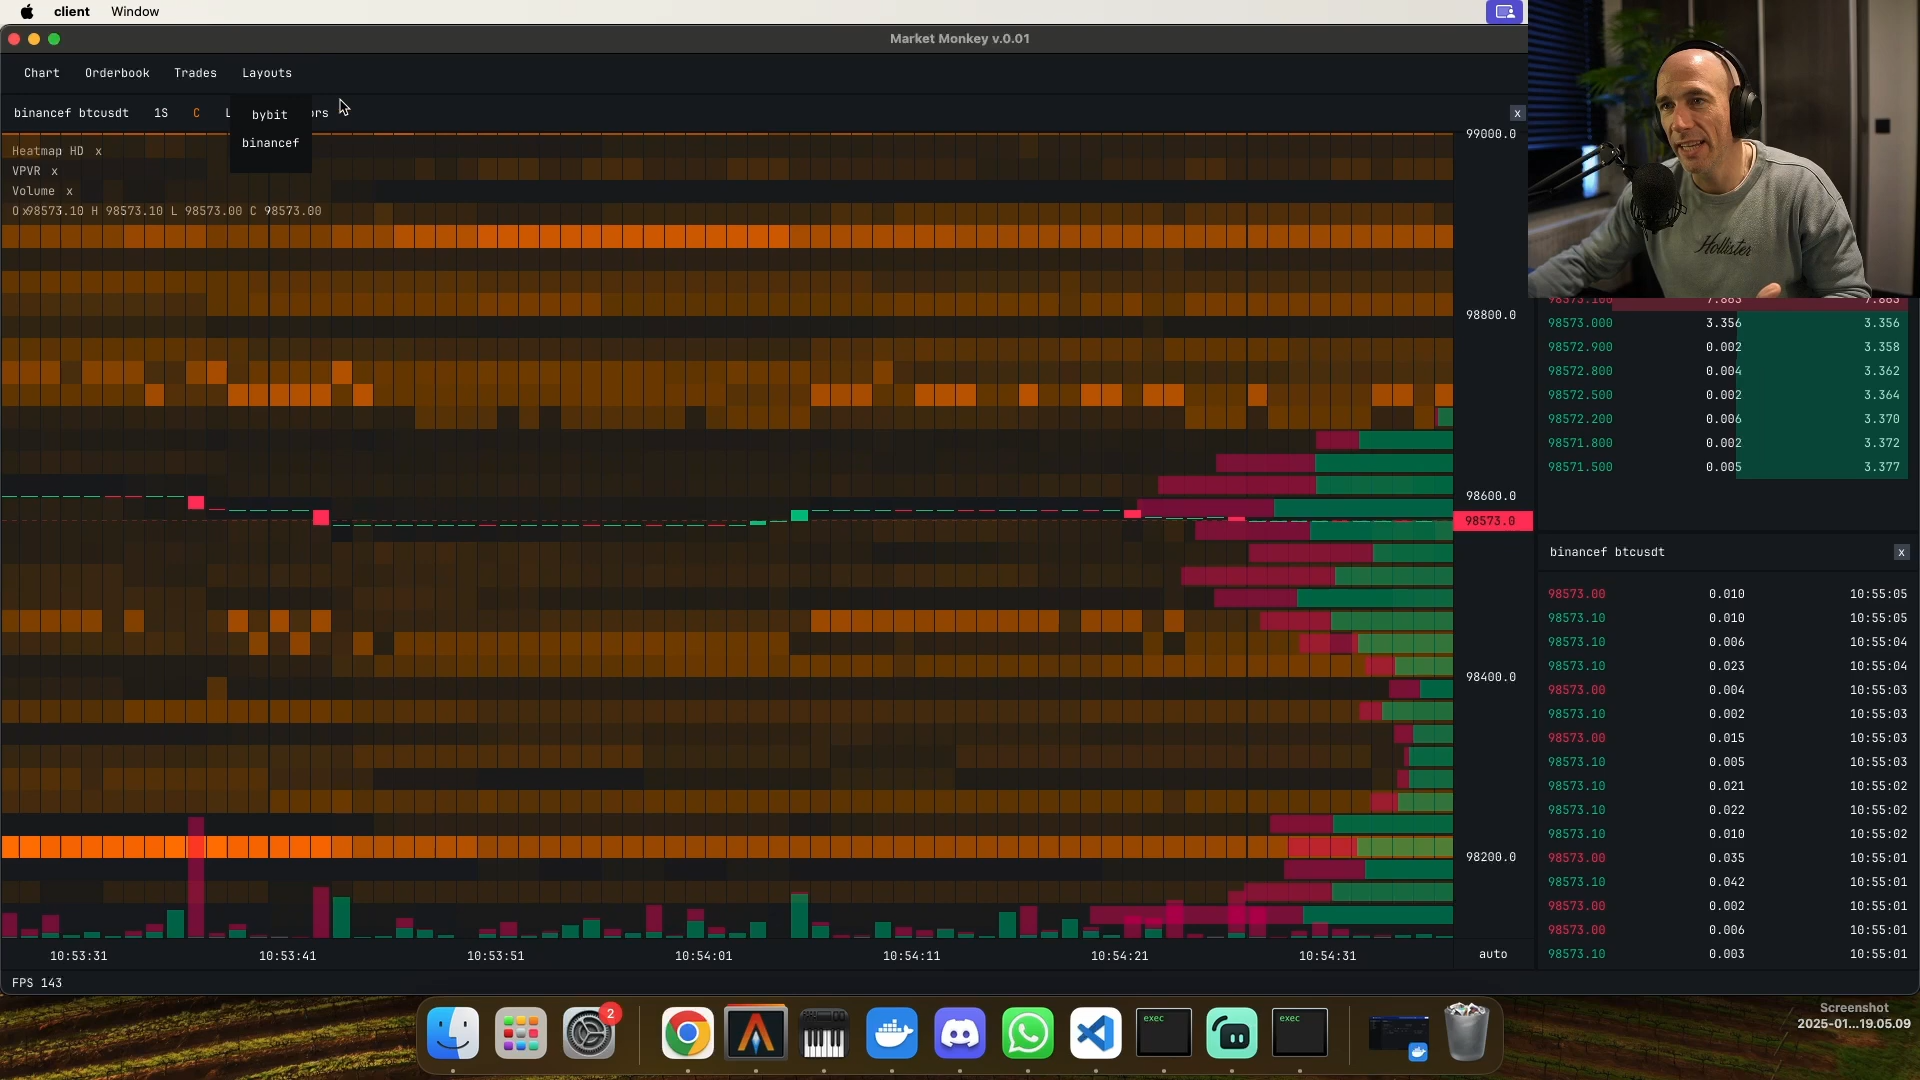 client Window
Market Monkey v.0.01
Chart Orderbook Trades Layouts
binancef btcusdt 1S C
bybit
binancef
x
Heatmap HD x
VPVR x
Volume x
O 98573.10 H 98573.10 L 98573.00 C 98573.00
99000.0
98800.0
98600.0
98573.0
98400.0
98200.0
10:53:31 10:53:41 10:53:51 10:54:01 10:54:11 10:54:21 10:54:31 auto
FPS 143
Hollister
98573.100 7.863 7.863
98573.000 3.356 3.356
98572.900 0.002 3.358
98572.800 0.004 3.362
98572.500 0.002 3.364
98572.200 0.006 3.370
98571.800 0.002 3.372
98571.500 0.005 3.377
binancef btcusdt x
98573.00 0.010 10:55:05
98573.10 0.010 10:55:05
98573.10 0.006 10:55:04
98573.10 0.023 10:55:04
98573.00 0.004 10:55:03
98573.10 0.002 10:55:03
98573.00 0.015 10:55:03
98573.10 0.005 10:55:03
98573.10 0.021 10:55:02
98573.10 0.022 10:55:02
98573.10 0.010 10:55:02
98573.00 0.035 10:55:01
98573.10 0.042 10:55:01
98573.00 0.002 10:55:01
98573.00 0.006 10:55:01
98573.10 0.003 10:55:01
2
exec
exec
Screenshot
2025-01...19.05.09